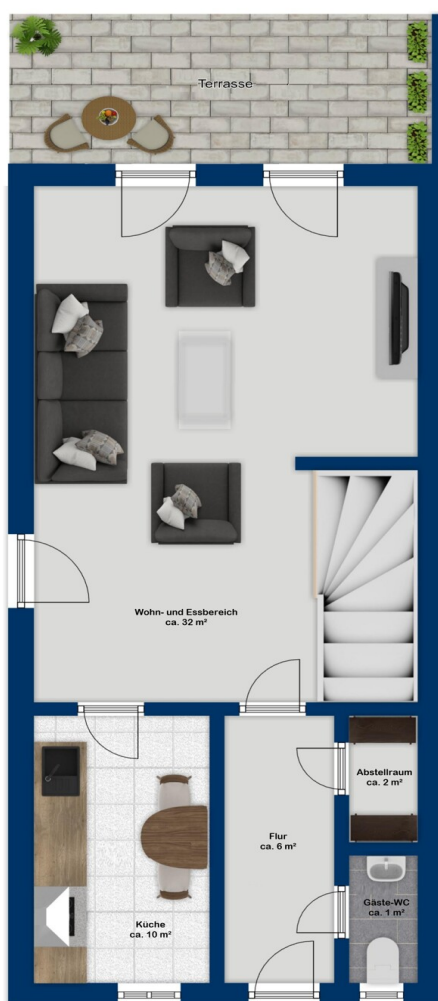 Terrasse
Wohn- und Essbereich
ca. 32 m²
Abstellraum
ca. 2 m²
Flur
ca. 6 m²
Gäste-WC
ca. 1 m²
Küche
ca. 10 m²